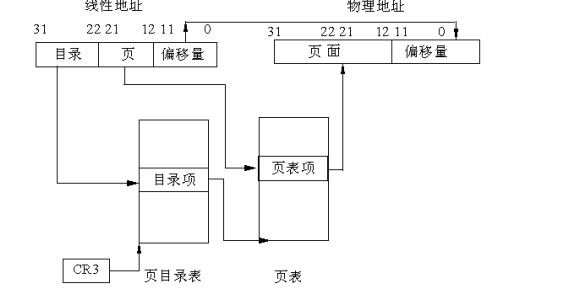 线性地址 物理地址
31 22 21 12 11 0 31 22 21 12 11 0
目录 页 偏移量 页面 偏移量
页表项
目录项
CR3 页目录表 页表